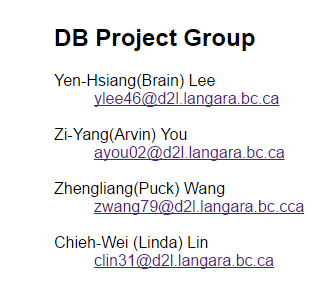 DB Project Group
Yen-Hsiang(Brain) Lee
ylee46@d2l.langara.bc.ca
Zi-Yang(Arvin) You
ayou02@d2l.langara.bc.ca
Zhengliang(Puck) Wang
zwang79@d2l.langara.bc.cca
Chieh-Wei (Linda) Lin
clin31@d2l.langara.bc.ca